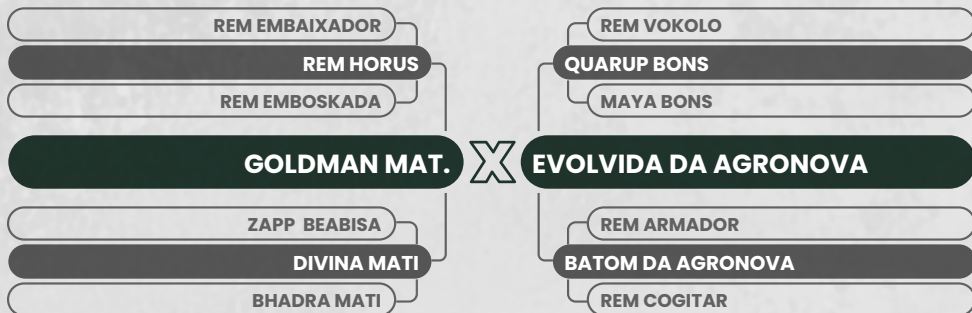 REM EMBAIXADOR
REM HORUS
REM EMBOSKADA
GOLDMAN MAT.
ZAPP BEABISA
DIVINA MATI
BHADRA MATI
X
REM VOKOLO
QUARUP BONS
MAYA BONS
EVOLVIDA DA AGRONOVA
REM ARMADOR
BATOM DA AGRONOVA
REM COGITAR